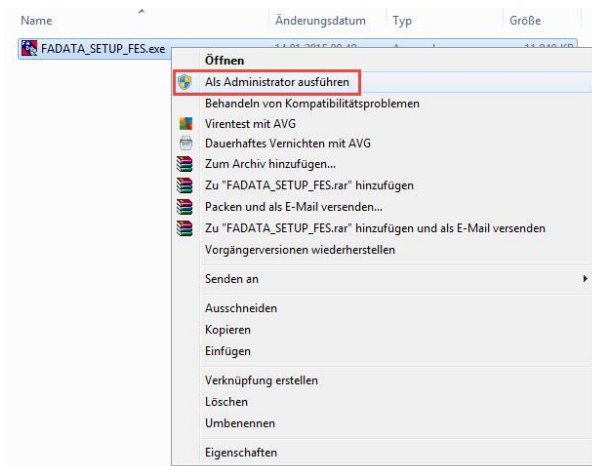 Name Änderungsdatum Typ Größe
FADATA_SETUP_FES.exe
Öffnen
Als Administrator ausführen
Behandeln von Kompatibilitätsproblemen
Virentest mit AVG
Dauerhaftes Vernichten mit AVG
Zum Archiv hinzufügen...
Zu "FADATA_SETUP_FES.rar" hinzufügen
Packen und als E-Mail versenden...
Zu "FADATA_SETUP_FES.rar" hinzufügen und als E-Mail versenden
Vorgängerversionen wiederherstellen
Senden an
Ausschneiden
Kopieren
Einfügen
Verknüpfung erstellen
Löschen
Umbenennen
Eigenschaften